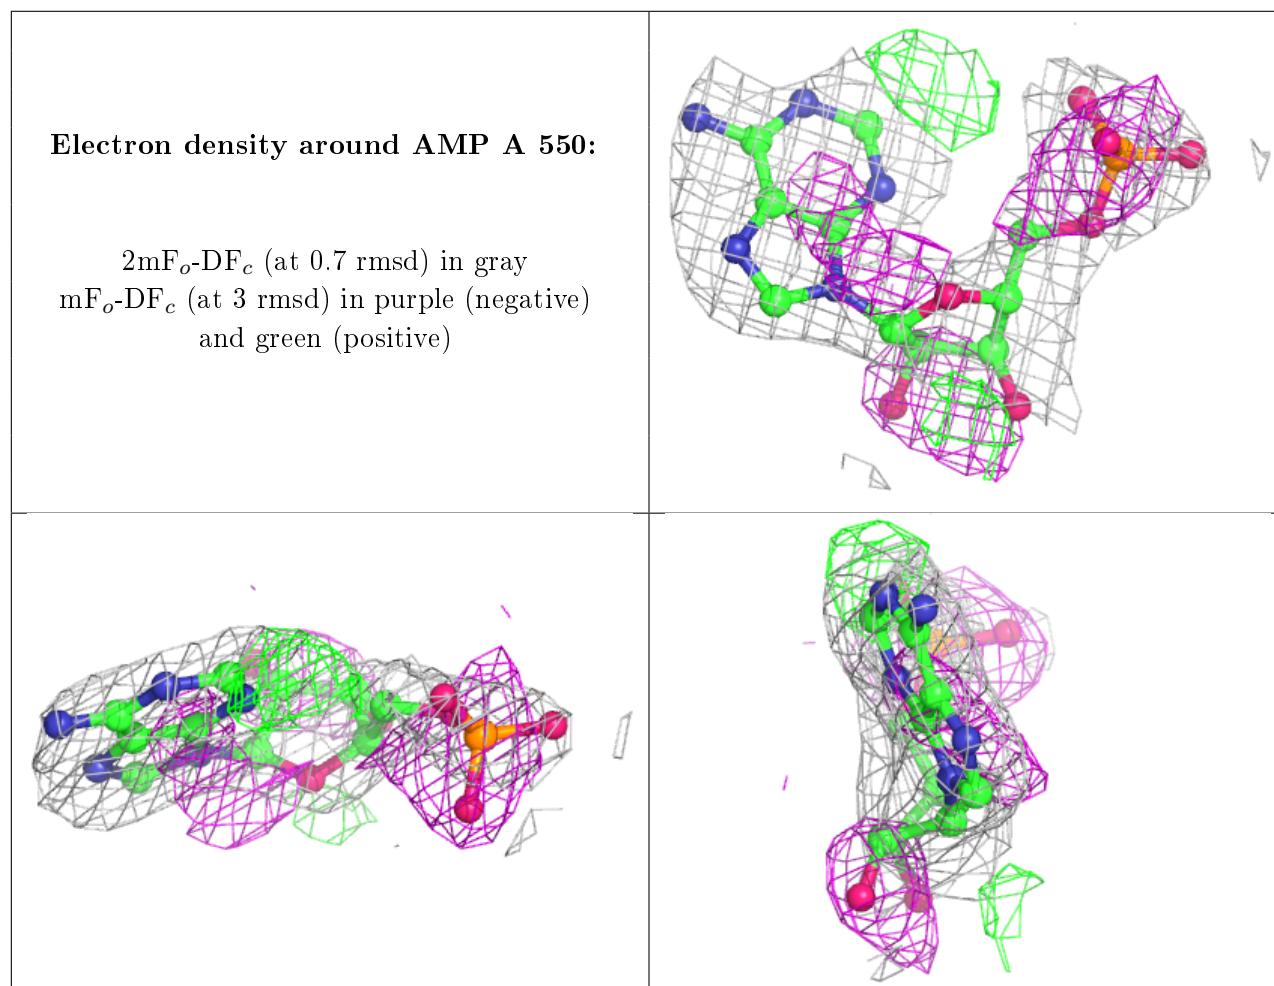 Electron density around AMP A 550:
2mFₒ-DF𝒸 (at 0.7 rmsd) in gray
mFₒ-DF𝒸 (at 3 rmsd) in purple (negative)
and green (positive)